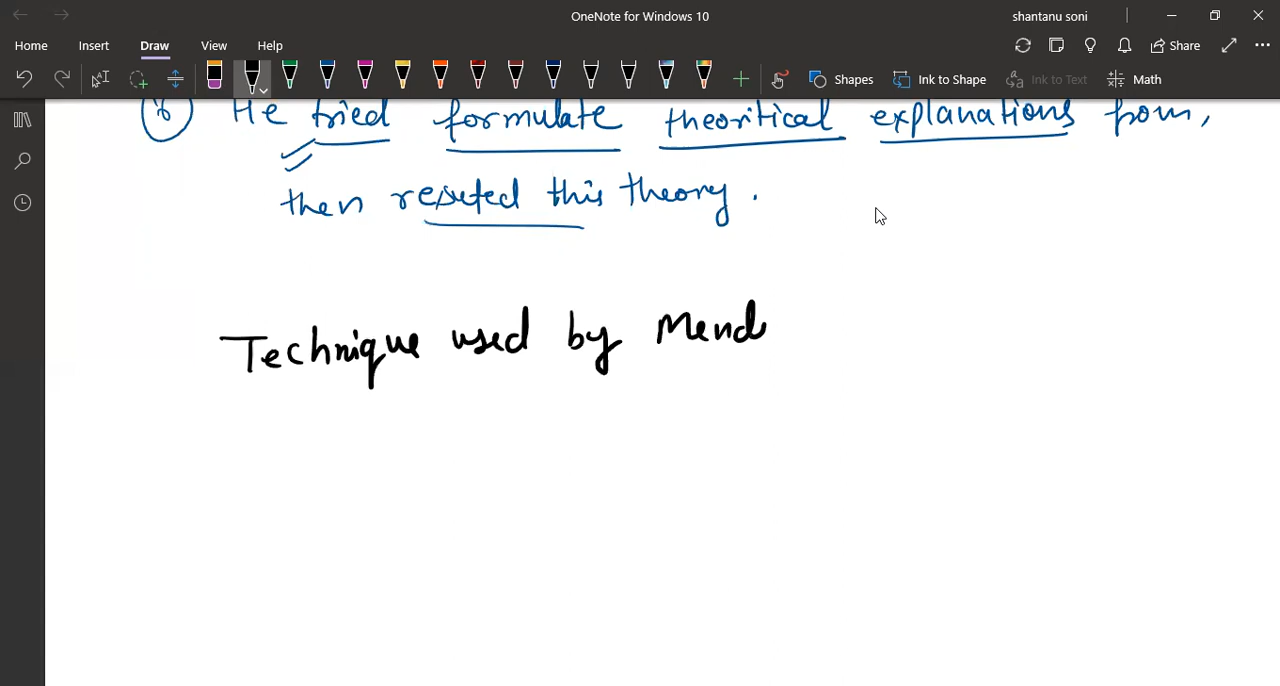 OneNote for Windows 10
shantanu soni
Home Insert Draw View Help
Share
Shapes Ink to Shape Ink to Text Math
He tried formulate theoritical explanations from,
then resuted this theory.
Technique used by Mend